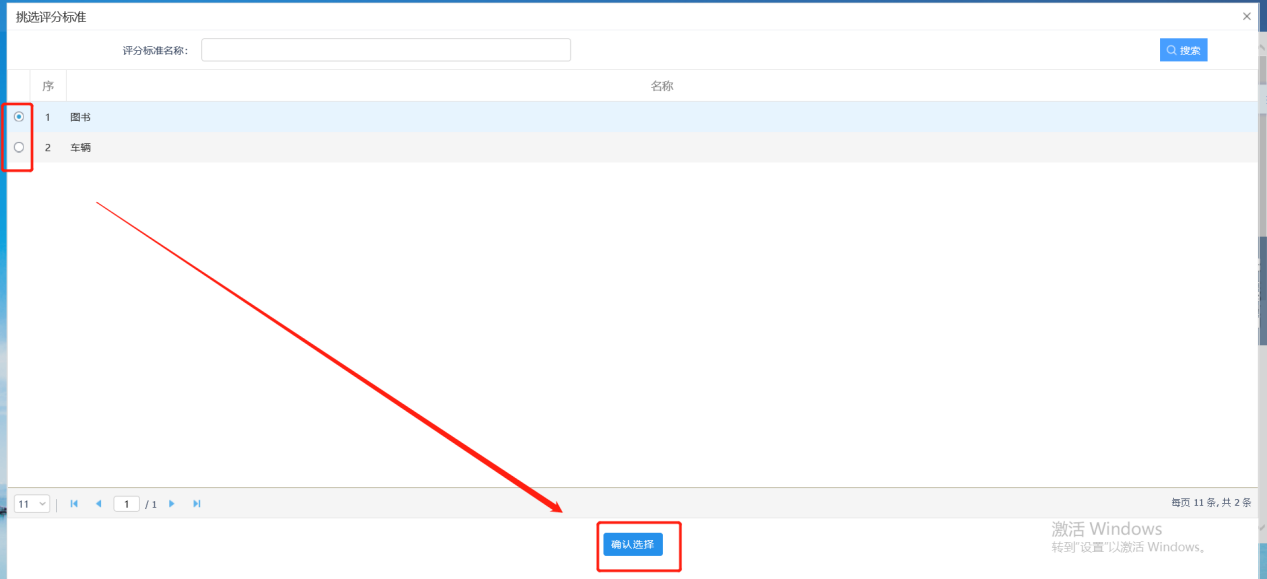 挑选评分标准
评分标准名称:
搜索
序 名称
1 图书
2 车辆
11 1 / 1 每页 11 条, 共 2 条
确认选择
激活 Windows
转到"设置"以激活 Windows。